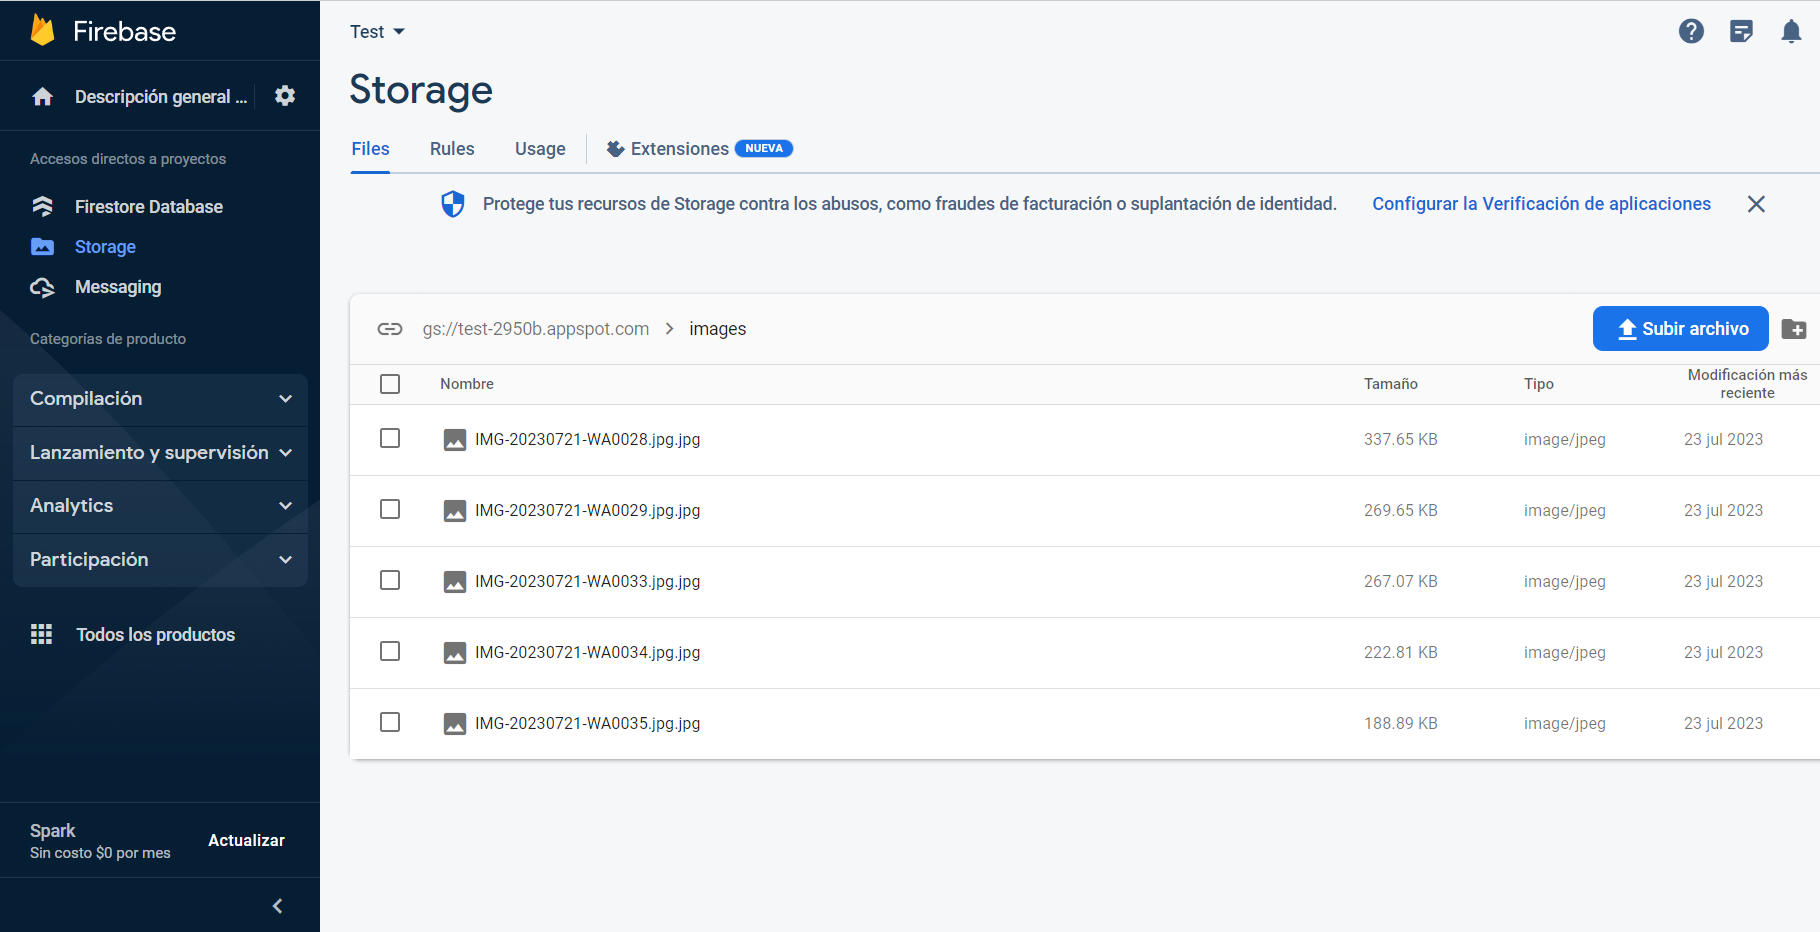 Firebase
Descripción general ...
Accesos directos a proyectos
Firestore Database
Storage
Messaging
Categorías de producto
Compilación
Lanzamiento y supervisión
Analytics
Participación
Todos los productos
Spark
Sin costo $0 por mes
Actualizar
Test
Storage
Files Rules Usage Extensiones NUEVA
Protege tus recursos de Storage contra los abusos, como fraudes de facturación o suplantación de identidad. Configurar la Verificación de aplicaciones
gs://test-2950b.appspot.com > images Subir archivo
Nombre Tamaño Tipo Modificación más
reciente
IMG-20230721-WA0028.jpg.jpg 337.65 KB image/jpeg 23 jul 2023
IMG-20230721-WA0029.jpg.jpg 269.65 KB image/jpeg 23 jul 2023
IMG-20230721-WA0033.jpg.jpg 267.07 KB image/jpeg 23 jul 2023
IMG-20230721-WA0034.jpg.jpg 222.81 KB image/jpeg 23 jul 2023
IMG-20230721-WA0035.jpg.jpg 188.89 KB image/jpeg 23 jul 2023